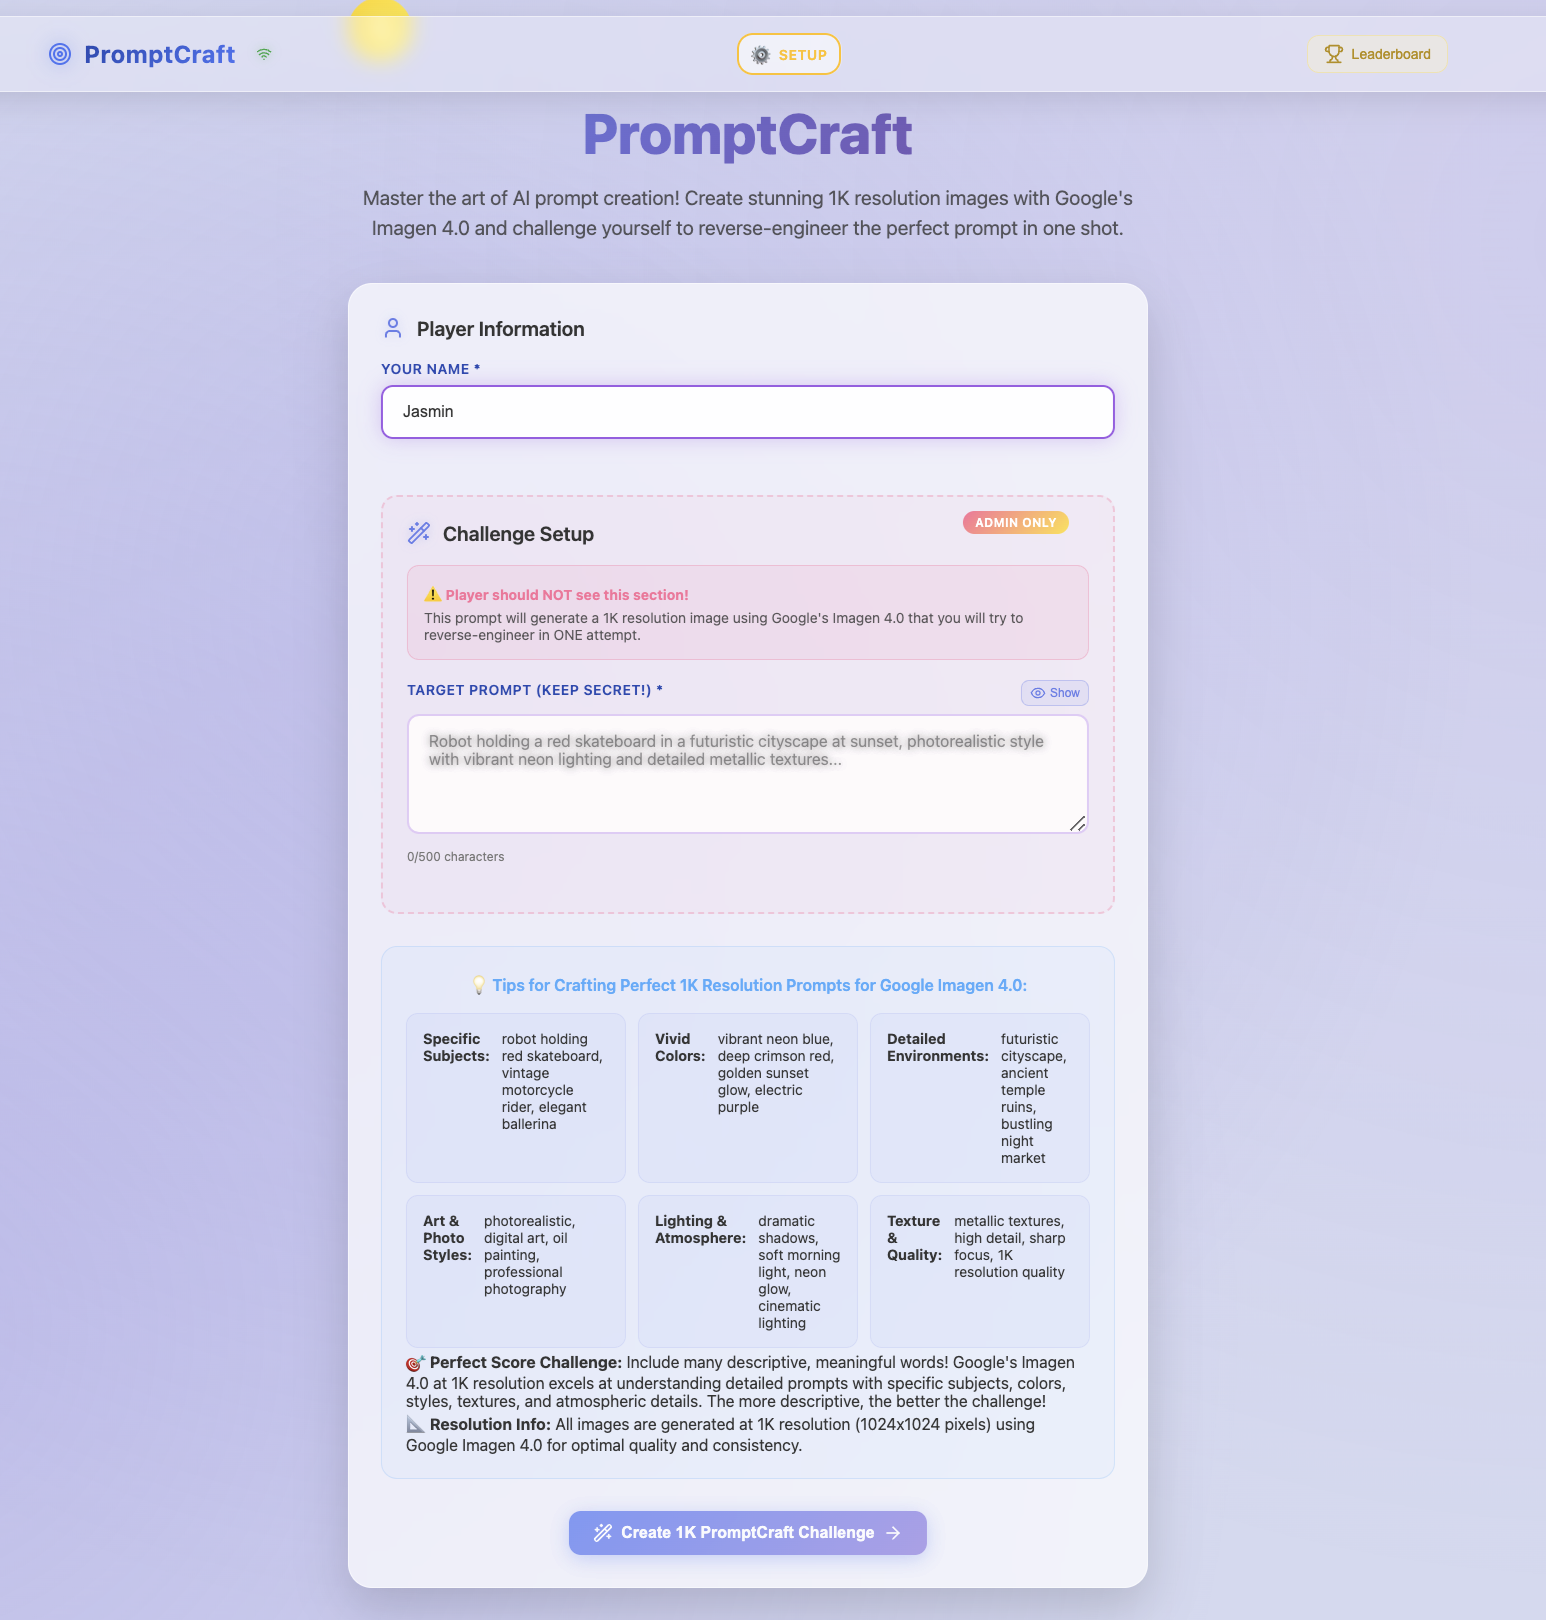 PromptCraft
SETUP
Leaderboard
PromptCraft
Master the art of AI prompt creation! Create stunning 1K resolution images with Google's
Imagen 4.0 and challenge yourself to reverse-engineer the perfect prompt in one shot.
Player Information
YOUR NAME *
Jasmin
Challenge Setup
ADMIN ONLY
Player should NOT see this section!
This prompt will generate a 1K resolution image using Google's Imagen 4.0 that you will try to
reverse-engineer in ONE attempt.
TARGET PROMPT (KEEP SECRET!) *
Show
Robot holding a red skateboard in a futuristic cityscape at sunset, photorealistic style
with vibrant neon lighting and detailed metallic textures...
0/500 characters
Tips for Crafting Perfect 1K Resolution Prompts for Google Imagen 4.0:
Specific
Subjects:
robot holding
red skateboard,
vintage
motorcycle
rider, elegant
ballerina
Vivid
Colors:
vibrant neon blue,
deep crimson red,
golden sunset
glow, electric
purple
Detailed
Environments:
futuristic
cityscape,
ancient
temple
ruins,
bustling
night
market
Art &
Photo
Styles:
photorealistic,
digital art, oil
painting,
professional
photography
Lighting &
Atmosphere:
dramatic
shadows,
soft morning
light, neon
glow,
cinematic
lighting
Texture
&
Quality:
metallic textures,
high detail, sharp
focus, 1K
resolution quality
Perfect Score Challenge: Include many descriptive, meaningful words! Google's Imagen
4.0 at 1K resolution excels at understanding detailed prompts with specific subjects, colors,
styles, textures, and atmospheric details. The more descriptive, the better the challenge!
Resolution Info: All images are generated at 1K resolution (1024x1024 pixels) using
Google Imagen 4.0 for optimal quality and consistency.
Create 1K PromptCraft Challenge